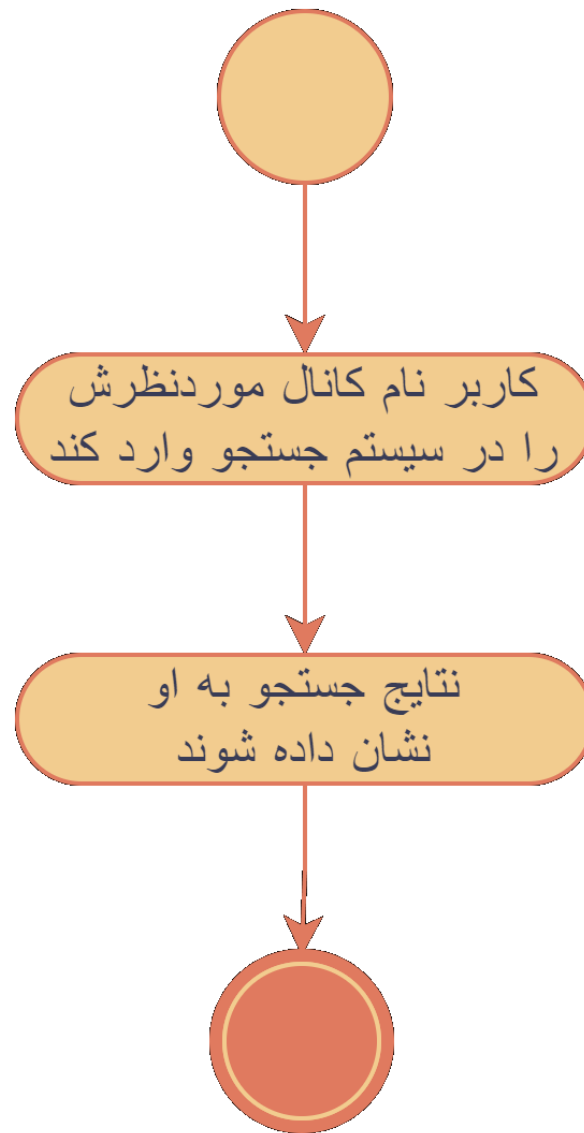 کاربر نام کانال موردنظرش
را در سیستم جستجو وارد کند
نتایج جستجو به او
نشان داده شوند